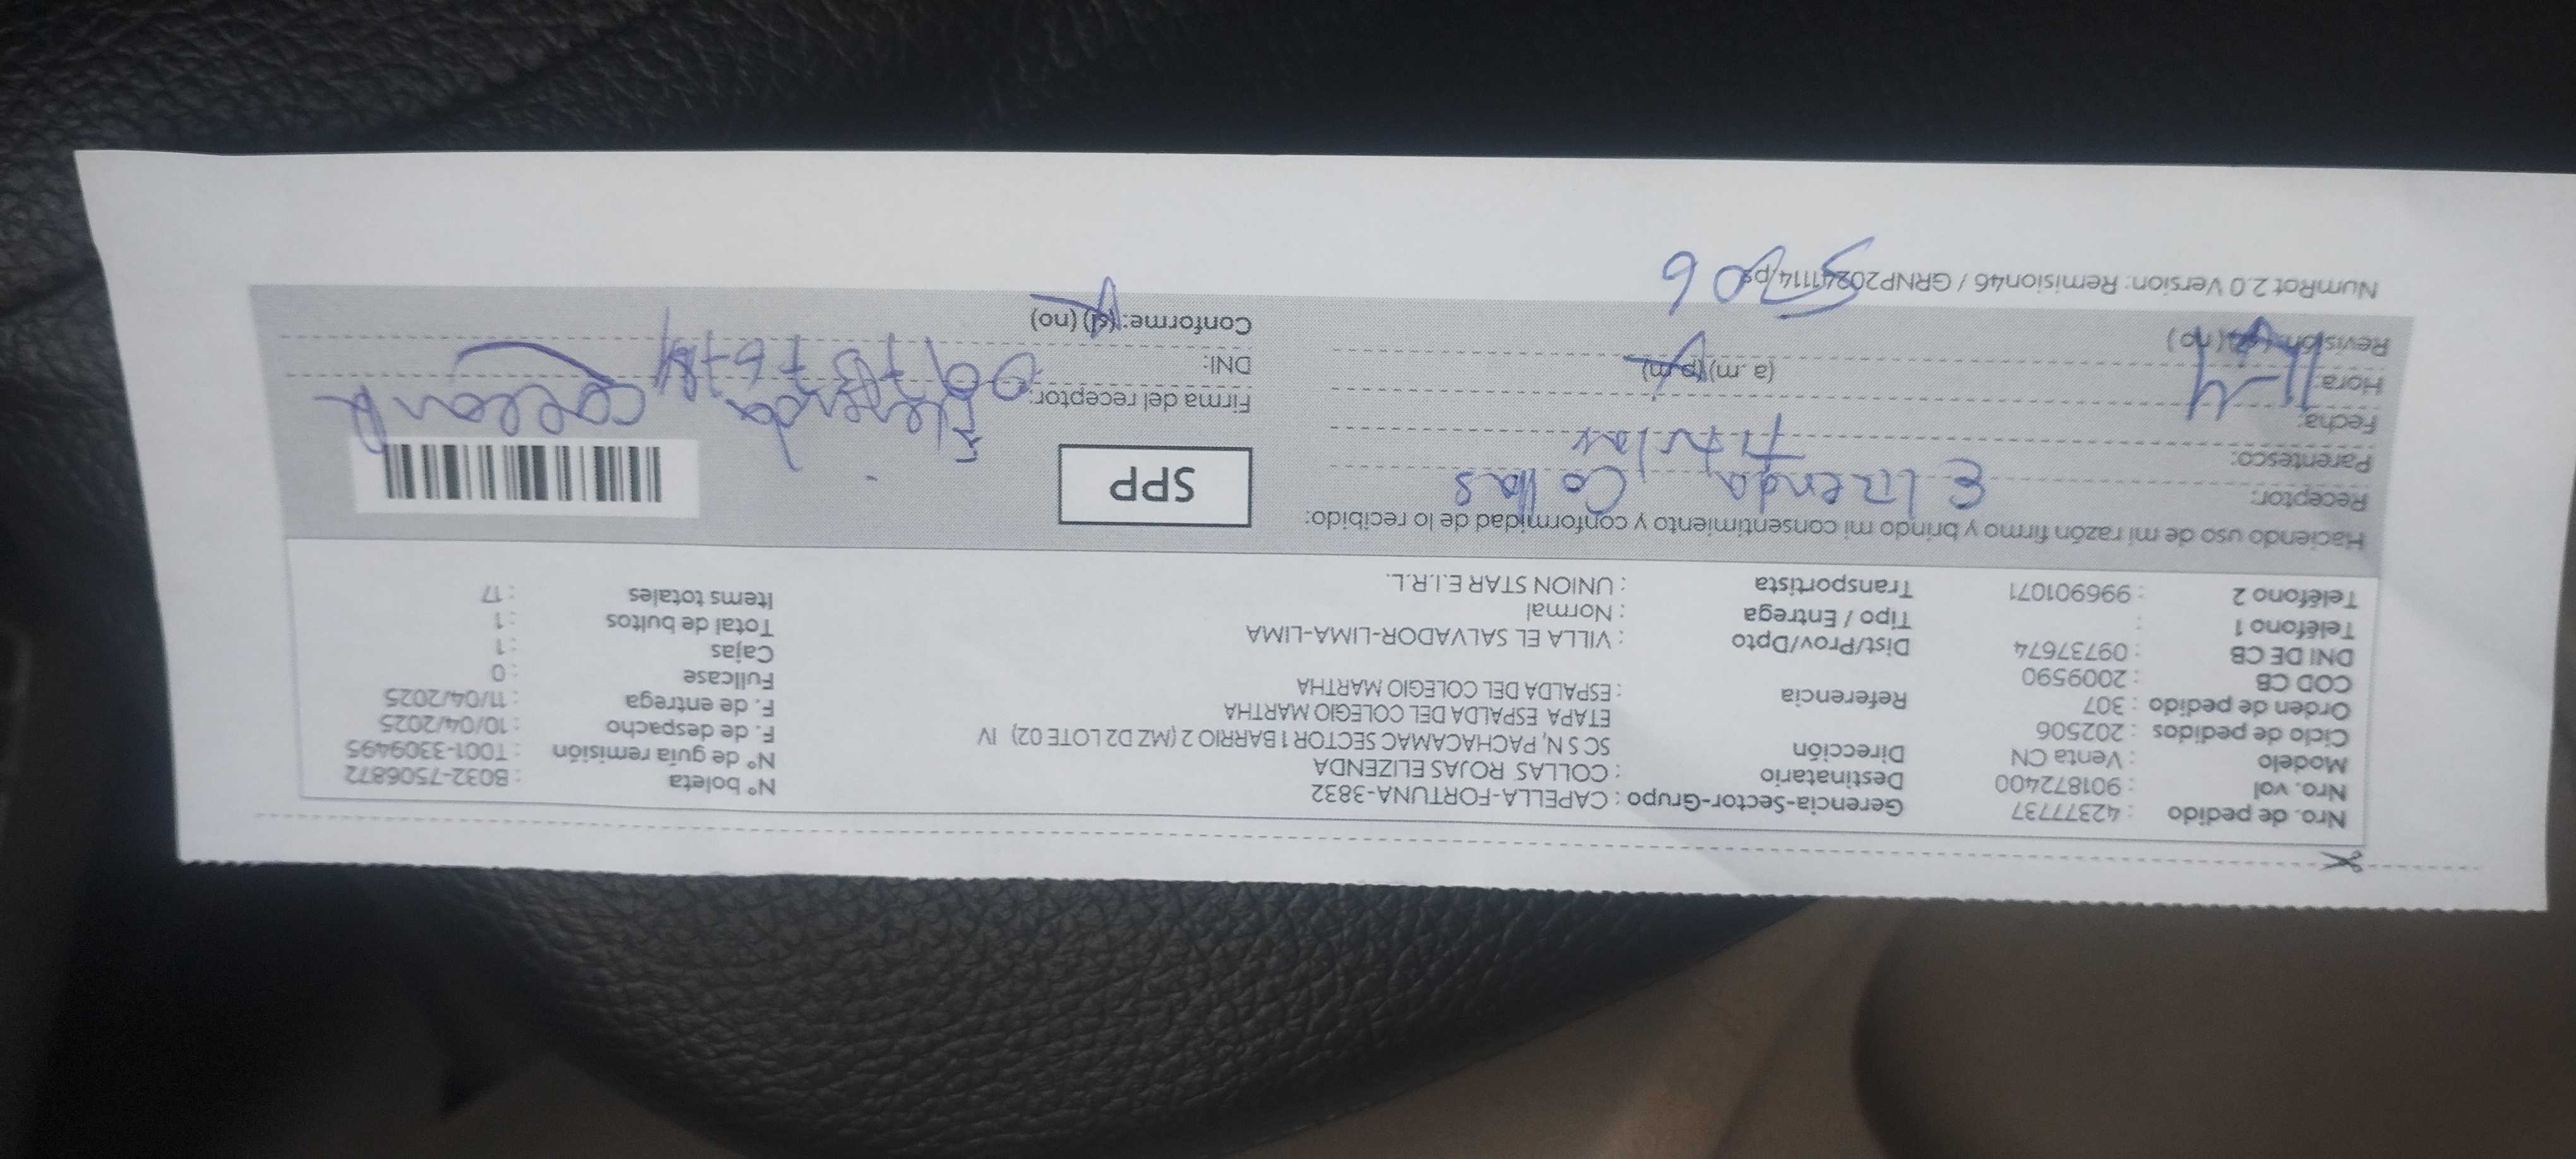 Nro. de pedido : 42377737 Gerencia-Sector-Grupo : CAPELLA-FORTUNA-3832 N° boleta : B032-7506872
Nro. vol : 901872400 Destinatario : COLLAS ROJAS ELIZENDA N° de guía remisión : T001-3309495
Modelo : Venta CN Dirección SC S N, PACHACAMAC SECTOR 1 BARRIO 2 (MZ D2 LOTE 02) IV F. de despacho : 10/04/2025
Ciclo de pedidos : 202506 ETAPA ESPALDA DEL COLEGIO MARTHA F. de entrega : 11/04/2025
Orden de pedido : 307 Referencia : ESPALDA DEL COLEGIO MARTHA Fullcase : 0
COD CB : 2009590 Cajas : 1
DNI DE CB : 09737674 Dist/Prov/Dpto : VILLA EL SALVADOR-LIMA-LIMA Total de bultos : 1
Teléfono 1 : Tipo / Entrega : Normal Items totales : 17
Teléfono 2 : 996901071 Transportista : UNION STAR E.I.R.L.
Haciendo uso de mi razón firmo y brindo mi consentimiento y conformidad de lo recibido:
Receptor: Elizenda Collas SPP
Parentesco: titular
Fecha: 11-4 Firma del receptor: Elizenda
Hora: (a.m) (p.m) DNI:
Revisión: (si) (no) Conforme: (si) (no)
NumRot 2.0 Version: Remision46 / GRNP20241114.ps